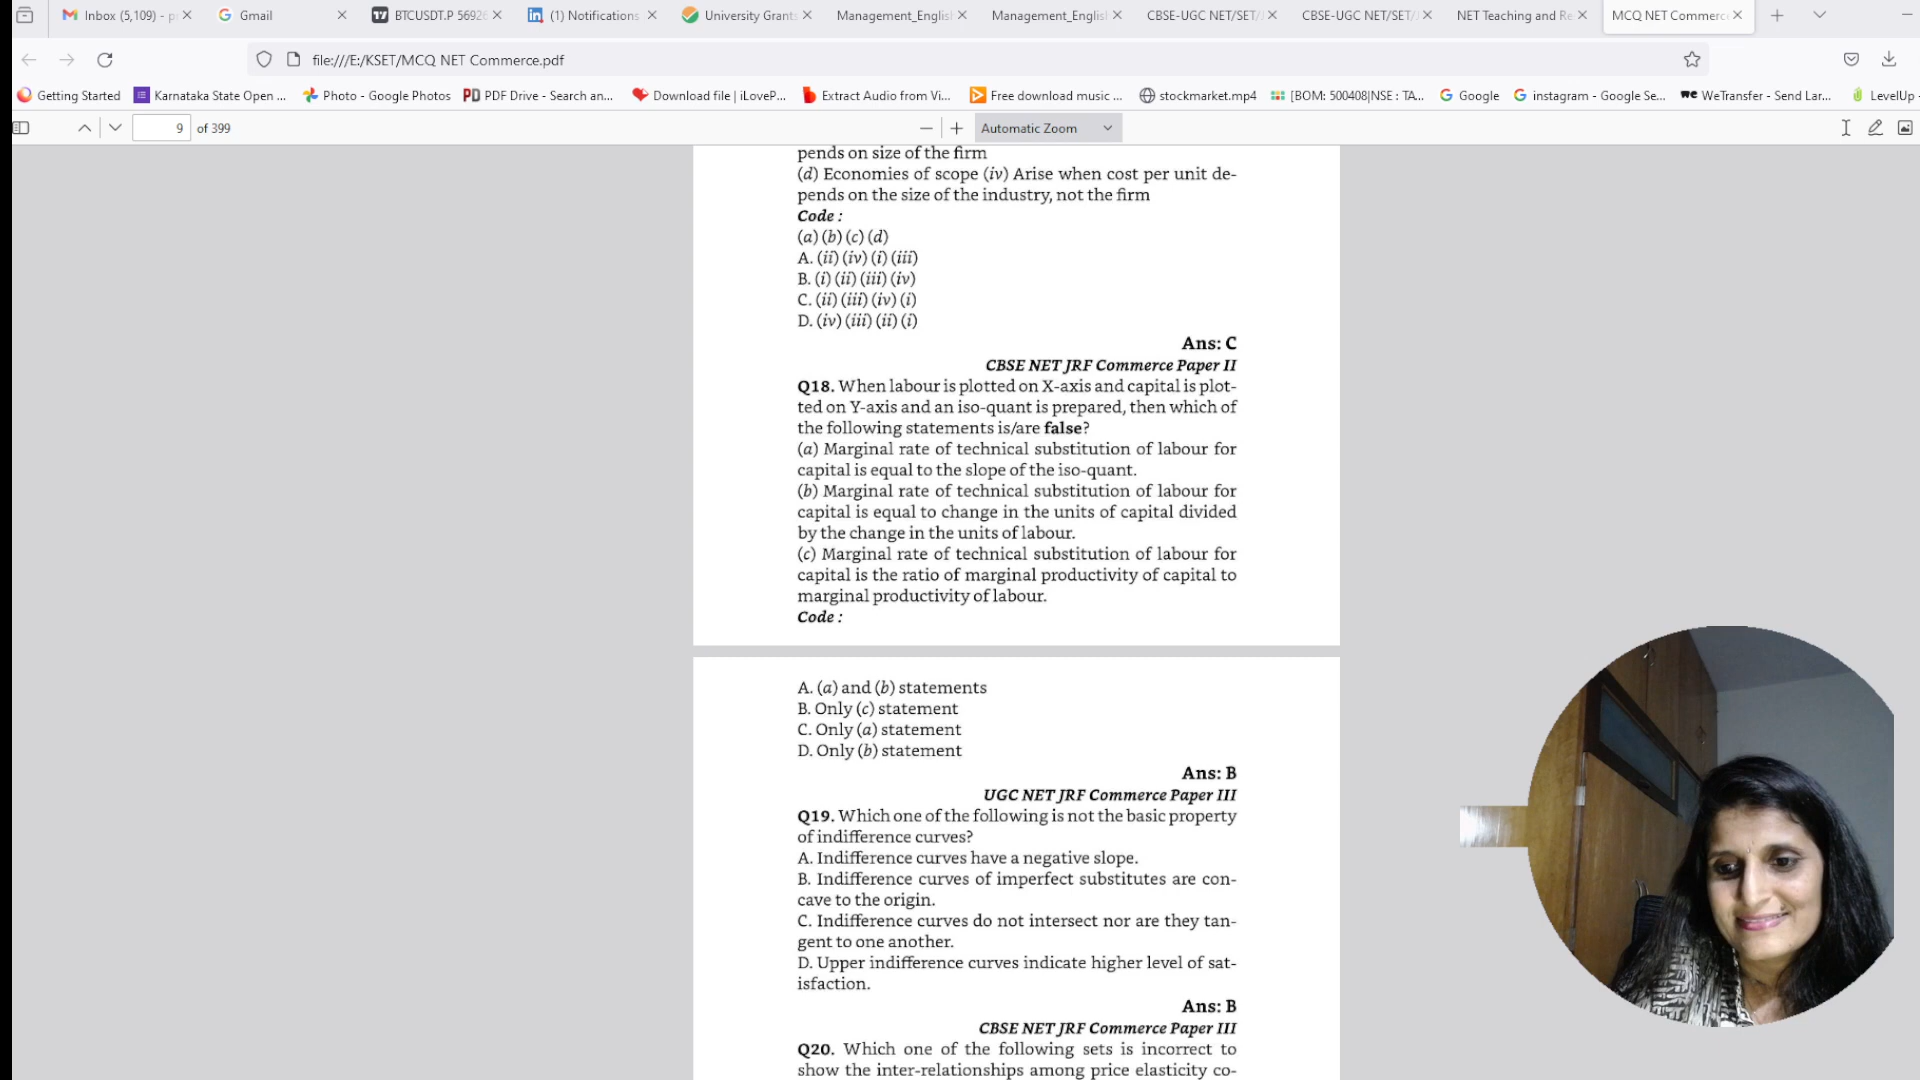 Inbox (5,109) - p
Gmail
BTCUSDT.P 5692
(1) Notifications
University Grant
Management_Englis
Management_Englis
CBSE-UGC NET/SET/
CBSE-UGC NET/SET/
NET Teaching and Re
MCQ NET Commerc
file:///E:/KSET/MCQ NET Commerce.pdf
Getting Started
Karnataka State Open ...
Photo - Google Photos
PDF Drive - Search an...
Download file | iLoveP...
Extract Audio from Vi...
Free download music ...
stockmarket.mp4
[BOM: 500408|NSE : TA...
Google
instagram - Google Se...
WeTransfer - Send Lar...
LevelUp
9 of 399
Automatic Zoom
pends on size of the firm
(d) Economies of scope (iv) Arise when cost per unit de-
pends on the size of the industry, not the firm
Code :
(a) (b) (c) (d)
A. (ii) (iv) (i) (iii)
B. (i) (ii) (iii) (iv)
C. (ii) (iii) (iv) (i)
D. (iv) (iii) (ii) (i)
Ans: C
CBSE NET JRF Commerce Paper II
Q18. When labour is plotted on X-axis and capital is plot-
ted on Y-axis and an iso-quant is prepared, then which of
the following statements is/are false?
(a) Marginal rate of technical substitution of labour for
capital is equal to the slope of the iso-quant.
(b) Marginal rate of technical substitution of labour for
capital is equal to change in the units of capital divided
by the change in the units of labour.
(c) Marginal rate of technical substitution of labour for
capital is the ratio of marginal productivity of capital to
marginal productivity of labour.
Code :
A. (a) and (b) statements
B. Only (c) statement
C. Only (a) statement
D. Only (b) statement
Ans: B
UGC NET JRF Commerce Paper III
Q19. Which one of the following is not the basic property
of indifference curves?
A. Indifference curves have a negative slope.
B. Indifference curves of imperfect substitutes are con-
cave to the origin.
C. Indifference curves do not intersect nor are they tan-
gent to one another.
D. Upper indifference curves indicate higher level of sat-
isfaction.
Ans: B
CBSE NET JRF Commerce Paper III
Q20. Which one of the following sets is incorrect to
show the inter-relationships among price elasticity co-